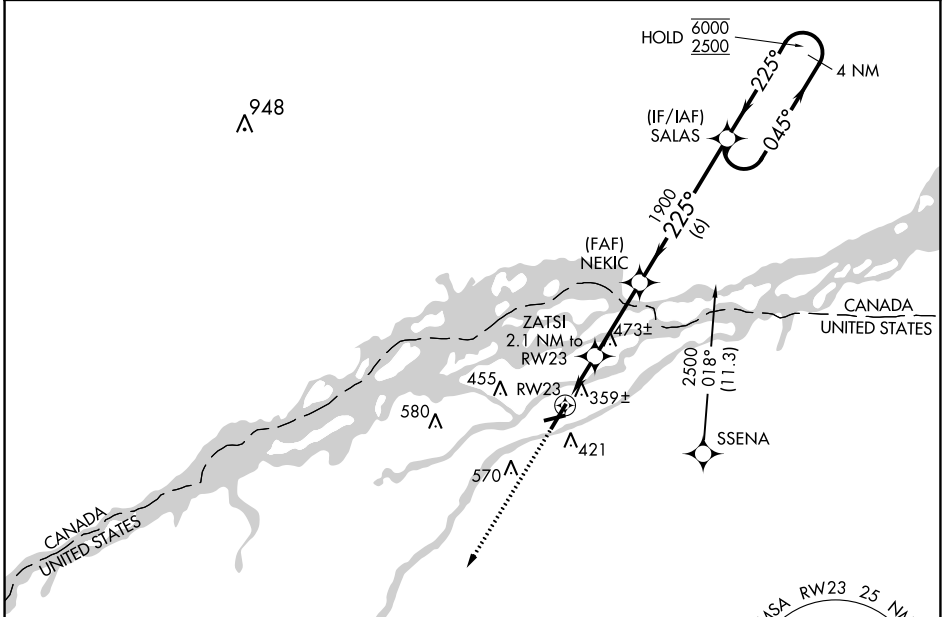 948
HOLD 6000
2500
4 NM
225°
045°
(IF/IAF)
SALAS
1900
225°
(6)
(FAF)
NEKIC
CANADA
UNITED STATES
ZATSI
2.1 NM to
RW23
473±
2500
018°
(11.3)
455
RW23
359±
580
421
SSENA
570
CANADA
UNITED STATES
MSA RW23 25 NM